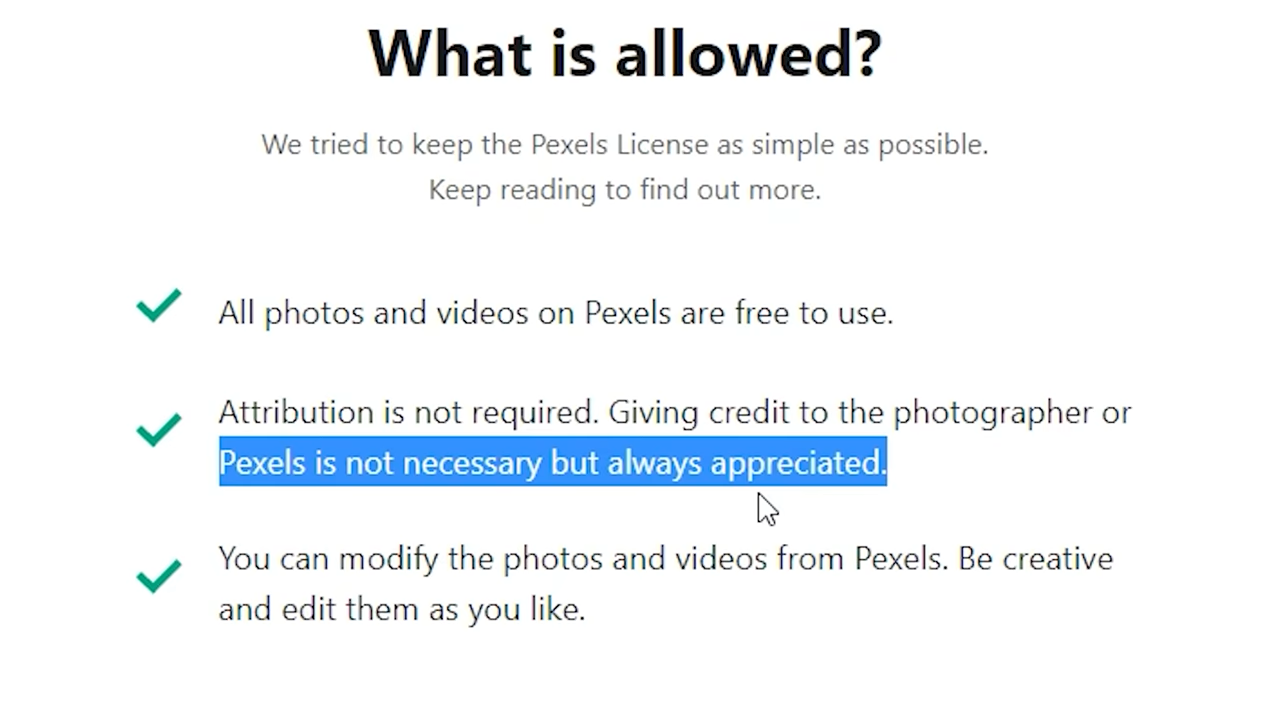 What is allowed?
We tried to keep the Pexels License as simple as possible.
Keep reading to find out more.
All photos and videos on Pexels are free to use.
Attribution is not required. Giving credit to the photographer or
Pexels is not necessary but always appreciated.
You can modify the photos and videos from Pexels. Be creative
and edit them as you like.